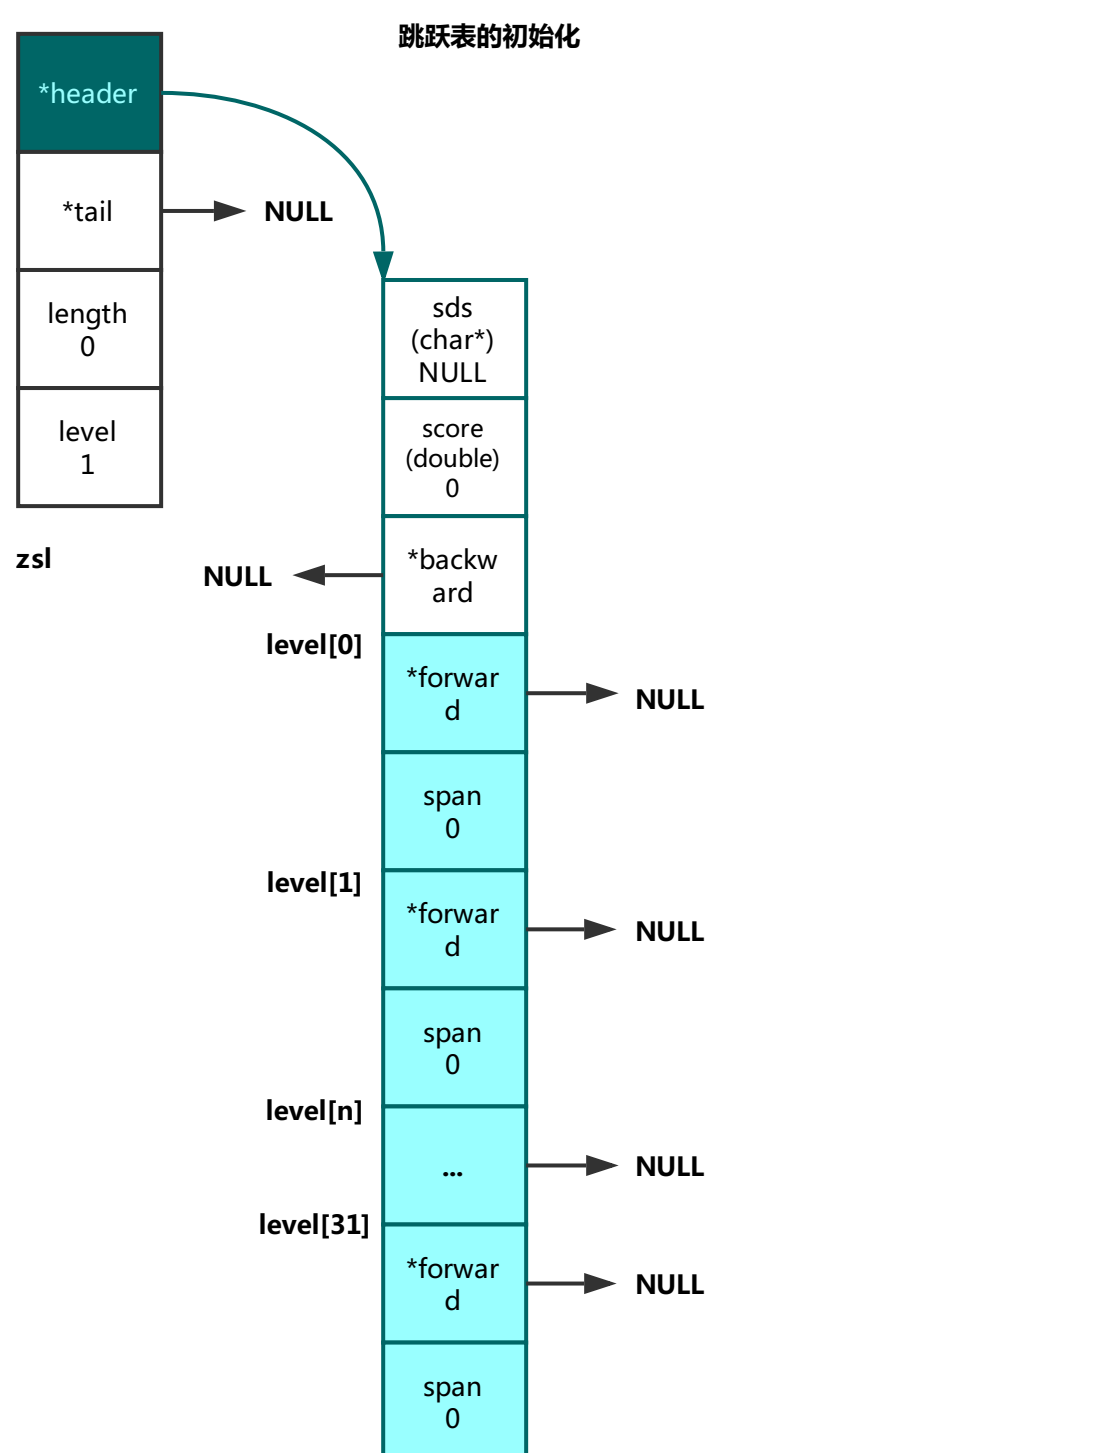 跳跃表的初始化
*header
*tail
NULL
length
0
level
1
zsl
sds
(char*)
NULL
score
(double)
0
*backw
ard
NULL
level[0]
*forwar
d
NULL
span
0
level[1]
*forwar
d
NULL
span
0
level[n]
...
NULL
level[31]
*forwar
d
NULL
span
0